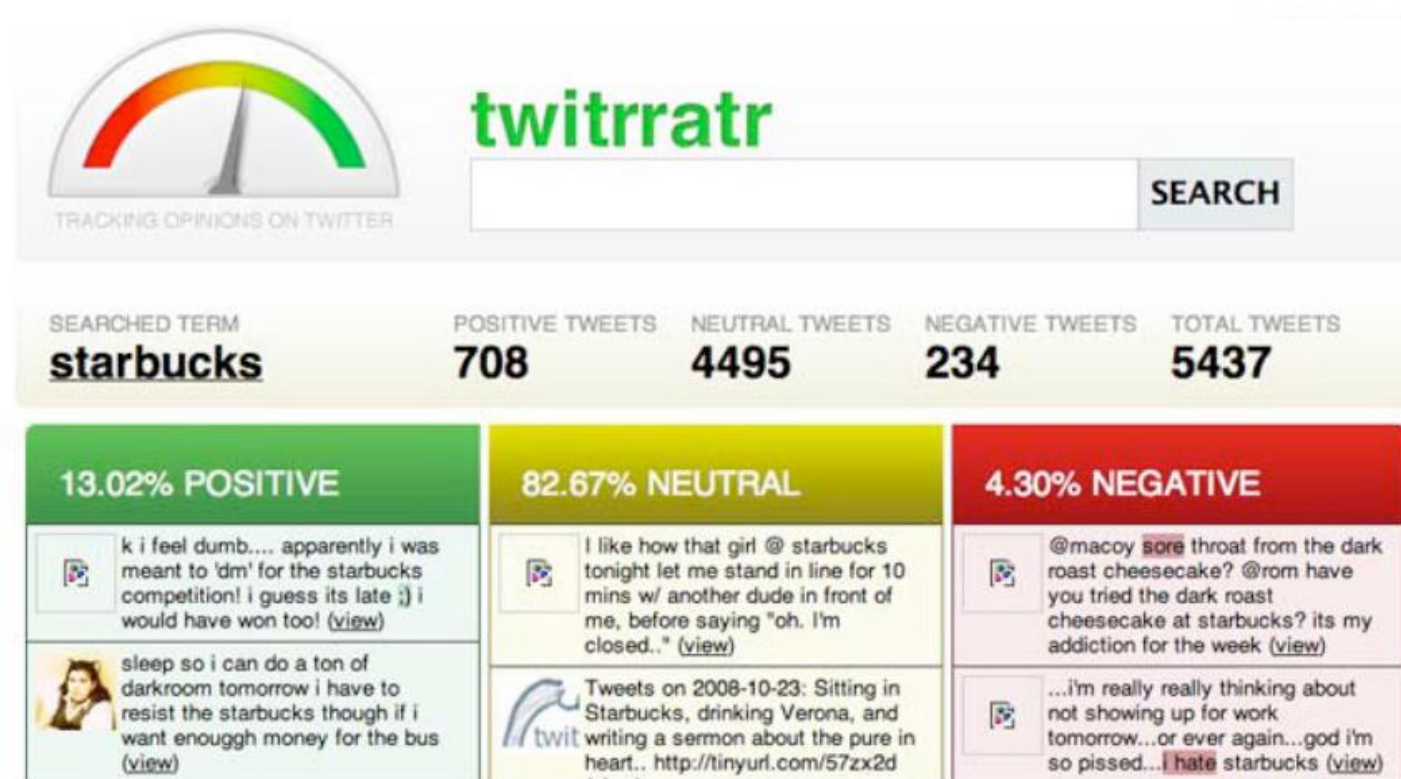 twitrratr
SEARCH
TRACKING OPINIONS ON TWITTER
SEARCHED TERM
starbucks
POSITIVE TWEETS
708
NEUTRAL TWEETS
4495
NEGATIVE TWEETS
234
TOTAL TWEETS
5437
13.02% POSITIVE
k i feel dumb.... apparently i was
meant to 'dm' for the starbucks
competition! i guess its late ;) i
would have won too! (view)
sleep so i can do a ton of
darkroom tomorrow i have to
resist the starbucks though if i
want enouggh money for the bus
(view)
82.67% NEUTRAL
I like how that girl @ starbucks
tonight let me stand in line for 10
mins w/ another dude in front of
me, before saying "oh. I'm
closed.." (view)
twit
Tweets on 2008-10-23: Sitting in
Starbucks, drinking Verona, and
writing a sermon about the pure in
heart.. http://tinyurl.com/57zx2d
4.30% NEGATIVE
@macoy sore throat from the dark
roast cheesecake? @rom have
you tried the dark roast
cheesecake at starbucks? its my
addiction for the week (view)
...i'm really really thinking about
not showing up for work
tomorrow...or ever again...god i'm
so pissed...i hate starbucks (view)